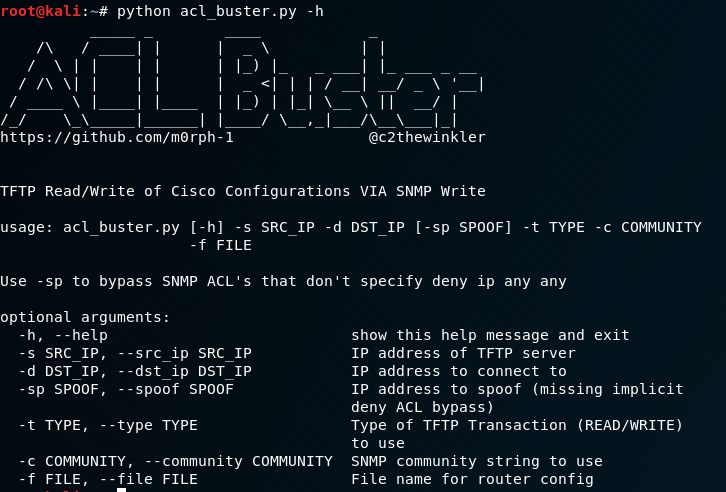 root@kali:~# python acl_buster.py -h
ACL Buster
https://github.com/m0rph-1 @c2thewinkler
TFTP Read/Write of Cisco Configurations VIA SNMP Write
usage: acl_buster.py [-h] -s SRC_IP -d DST_IP [-sp SPOOF] -t TYPE -c COMMUNITY
-f FILE
Use -sp to bypass SNMP ACL's that don't specify deny ip any any
optional arguments:
-h, --help show this help message and exit
-s SRC_IP, --src_ip SRC_IP IP address of TFTP server
-d DST_IP, --dst_ip DST_IP IP address to connect to
-sp SPOOF, --spoof SPOOF IP address to spoof (missing implicit
deny ACL bypass)
-t TYPE, --type TYPE Type of TFTP Transaction (READ/WRITE)
to use
-c COMMUNITY, --community COMMUNITY SNMP community string to use
-f FILE, --file FILE File name for router config